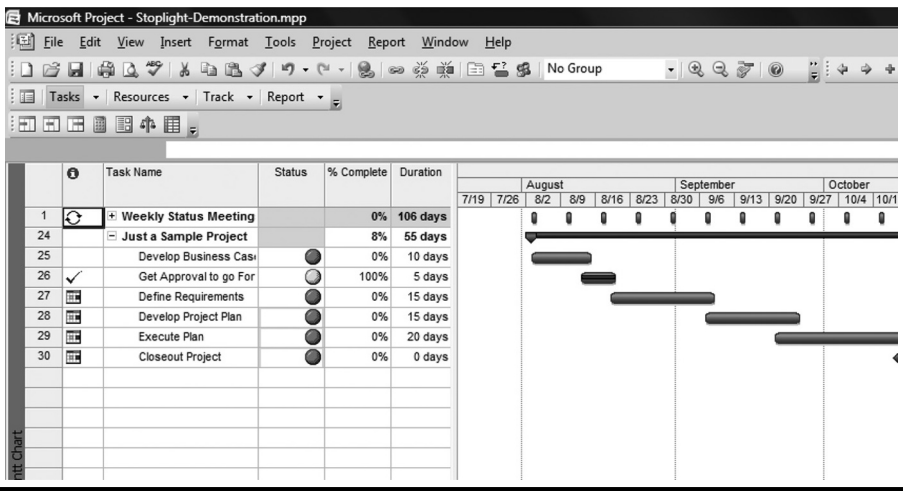 Microsoft Project - Stoplight-Demonstration.mpp
File Edit View Insert Format Tools Project Report Window Help
ABC No Group
Tasks Resources Track Report
Task Name Status % Complete Duration
August September October
7/19 7/26 8/2 8/9 8/16 8/23 8/30 9/6 9/13 9/20 9/27 10/4 10/1
1 Weekly Status Meeting 0% 106 days
24 Just a Sample Project 8% 55 days
25 Develop Business Cas 0% 10 days
26 Get Approval to go For 100% 5 days
27 Define Requirements 0% 15 days
28 Develop Project Plan 0% 15 days
29 Execute Plan 0% 20 days
30 Closeout Project 0% 0 days
ntt Chart